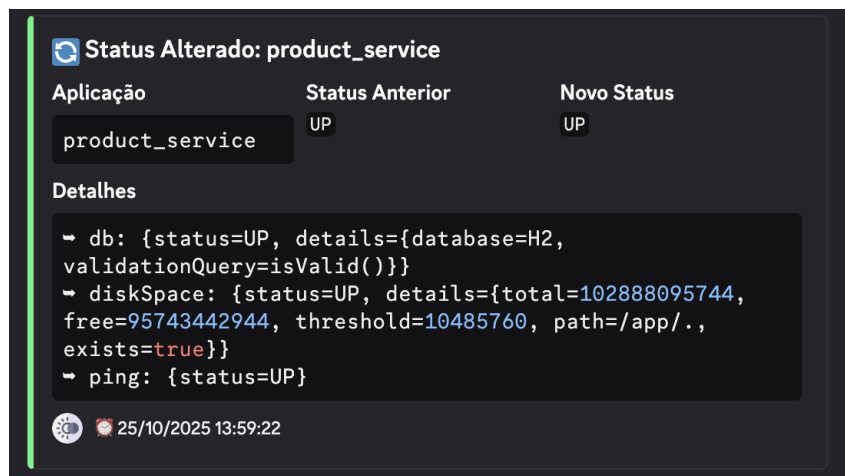 Status Alterado: product_service
Aplicação Status Anterior Novo Status
product_service UP UP
Detalhes
➥ db: {status=UP, details={database=H2,
validationQuery=isValid()}}
➥ diskSpace: {status=UP, details={total=102888095744,
free=95743442944, threshold=10485760, path=/app/.,
exists=true}}
➥ ping: {status=UP}
⏰ 25/10/2025 13:59:22